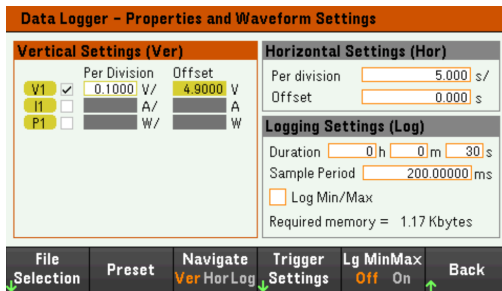 Data Logger – Properties and Waveform Settings
Vertical Settings (Ver)
Per Division Offset
V1 0.1000 V/ 4.9000 V
I1 A/ A
P1 W/ W
Horizontal Settings (Hor)
Per division 5.000 s/
Offset 0.000 s
Logging Settings (Log)
Duration 0 h 0 m 30 s
Sample Period 200.00000 ms
Log Min/Max
Required memory = 1.17 Kbytes
File Selection
Preset
Navigate
Ver Hor Log
Trigger Settings
Lg MinMax
Off On
Back